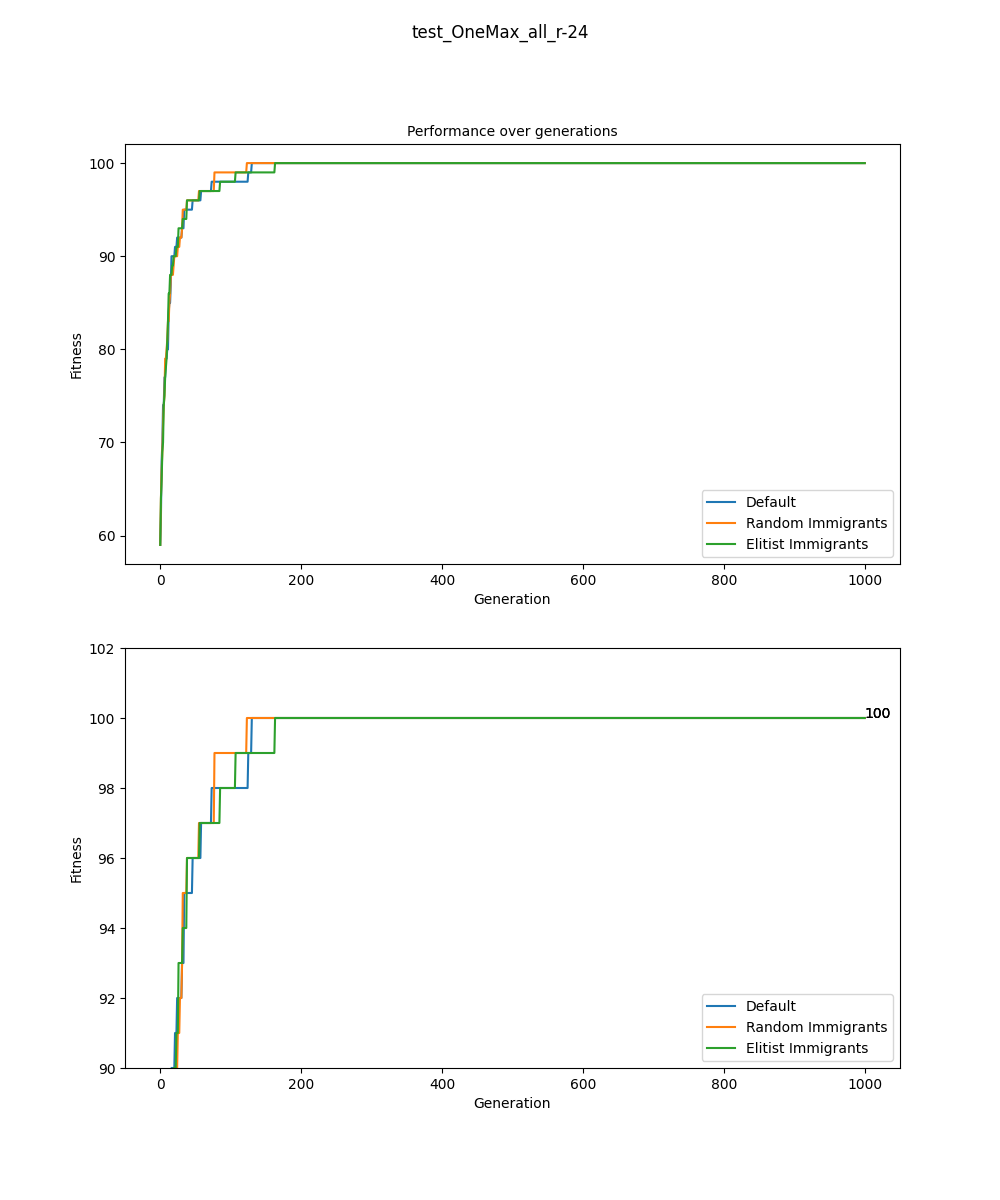 test_OneMax_all_r-24
Performance over generations
100
90
80
70
60
Fitness
Default
Random Immigrants
Elitist Immigrants
0 200 400 600 800 1000
Generation
102
100
98
96
94
92
90
Fitness
100
Default
Random Immigrants
Elitist Immigrants
0 200 400 600 800 1000
Generation